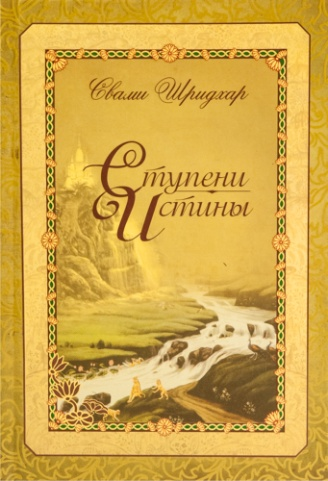 Свами Шридхар
Ступени
Истины